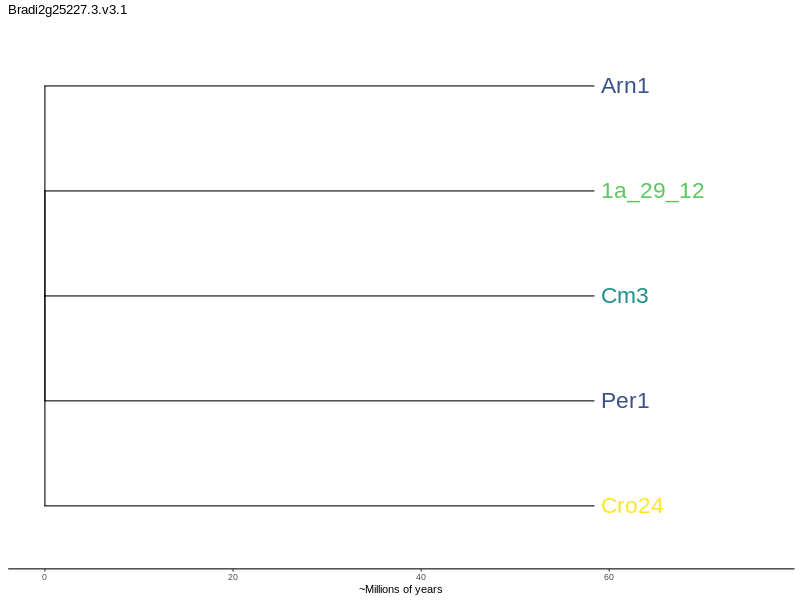 Bradi2g25227.3.v3.1
Arn1
1a_29_12
Cm3
Per1
Cro24
0 20 40 60
~Millions of years